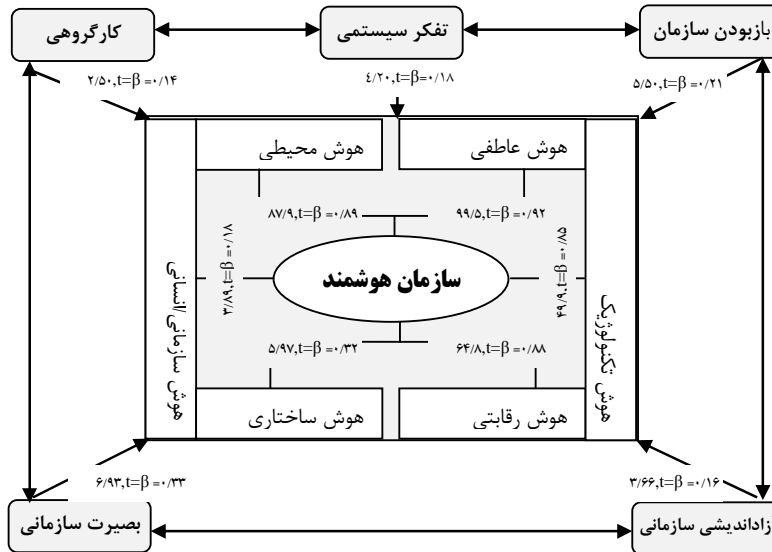 بازبودن سازمان
تفکر سیستمی
کارگروهی
۵/۵۰,t=β =۰/۲۱
٤/۲۰,t=β =۰/۱۸
۲/۵۰,t=β =۰/۱۴
هوش عاطفی
هوش محیطی
۹۹/۵,t=β =۰/۹۲
۸۷/۹,t=β =۰/۸۹
هوش تکنولوژیک
۴۹/۹,t=β =۰/۸۵
سازمان هوشمند
۳/۸۹,t=β =۰/۱۸
هوش سازمانی/انسانی
۶۴/۸,t=β =۰/۸۸
۵/۹۷,t=β =۰/۳۲
هوش رقابتی
هوش ساختاری
۳/۶۶,t=β =۰/۱۶
۶/۹۳,t=β =۰/۳۳
آزاداندیشی سازمانی
بصیرت سازمانی